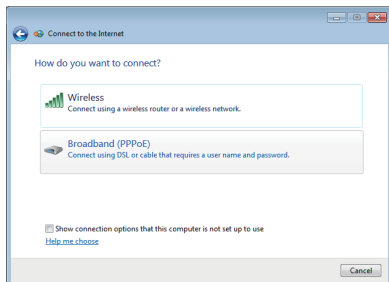 Connect to the Internet
How do you want to connect?
Wireless
Connect using a wireless router or a wireless network.
Broadband (PPPoE)
Connect using DSL or cable that requires a user name and password.
Show connection options that this computer is not set up to use
Help me choose
Cancel